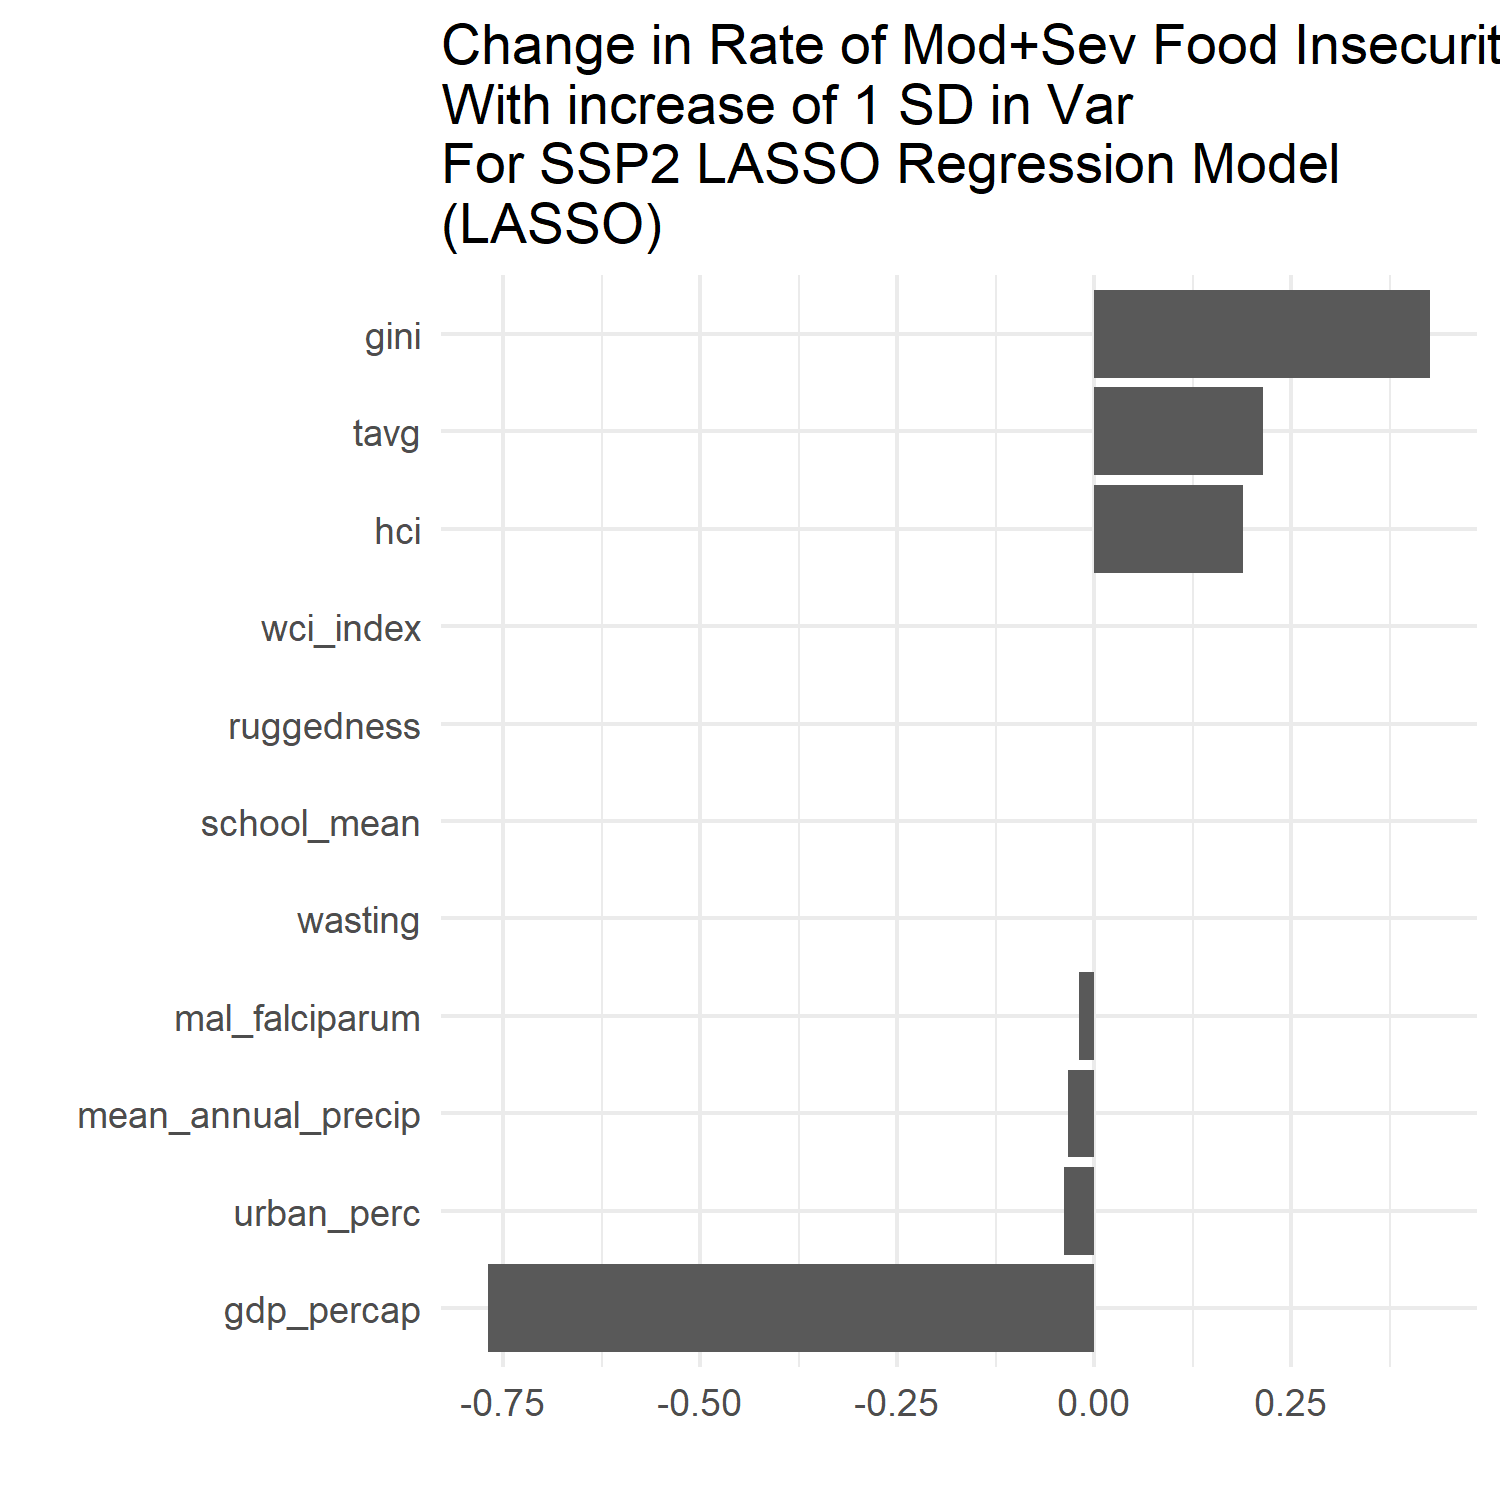 Change in Rate of Mod+Sev Food Insecurit
With increase of 1 SD in Var
For SSP2 LASSO Regression Model
(LASSO)
gini
tavg
hci
wci_index
ruggedness
school_mean
wasting
mal_falciparum
mean_annual_precip
urban_perc
gdp_percap
-0.75 -0.50 -0.25 0.00 0.25